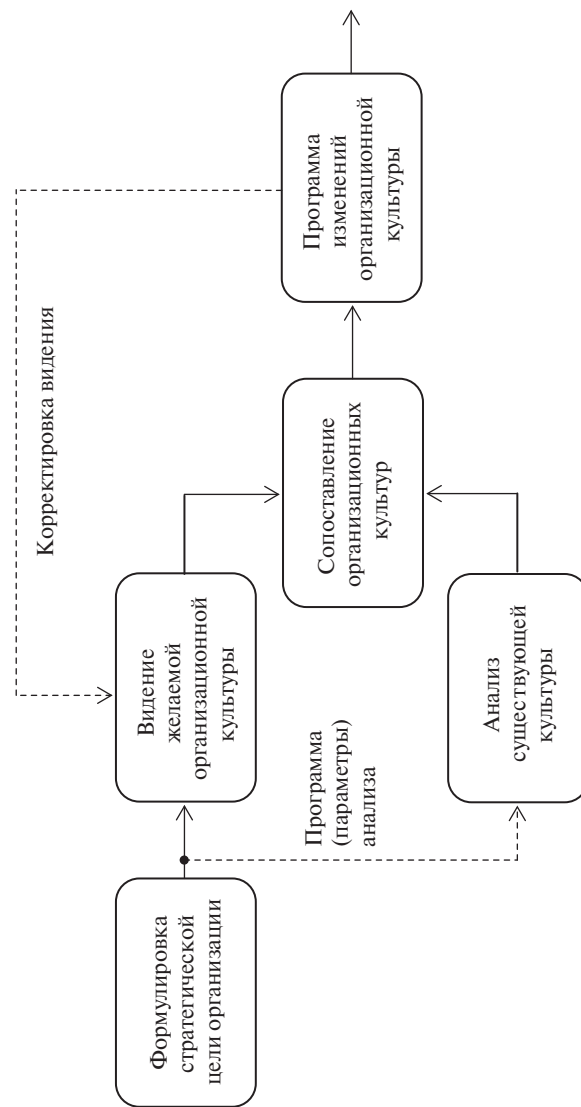 Формулировка
стратегической
цели организации
Видение
желаемой
организационной
культуры
Корректировка видения
Программа
(параметры)
анализа
Анализ
существующей
культуры
Сопоставление
организационных
культур
Программа
изменений
организационной
культуры